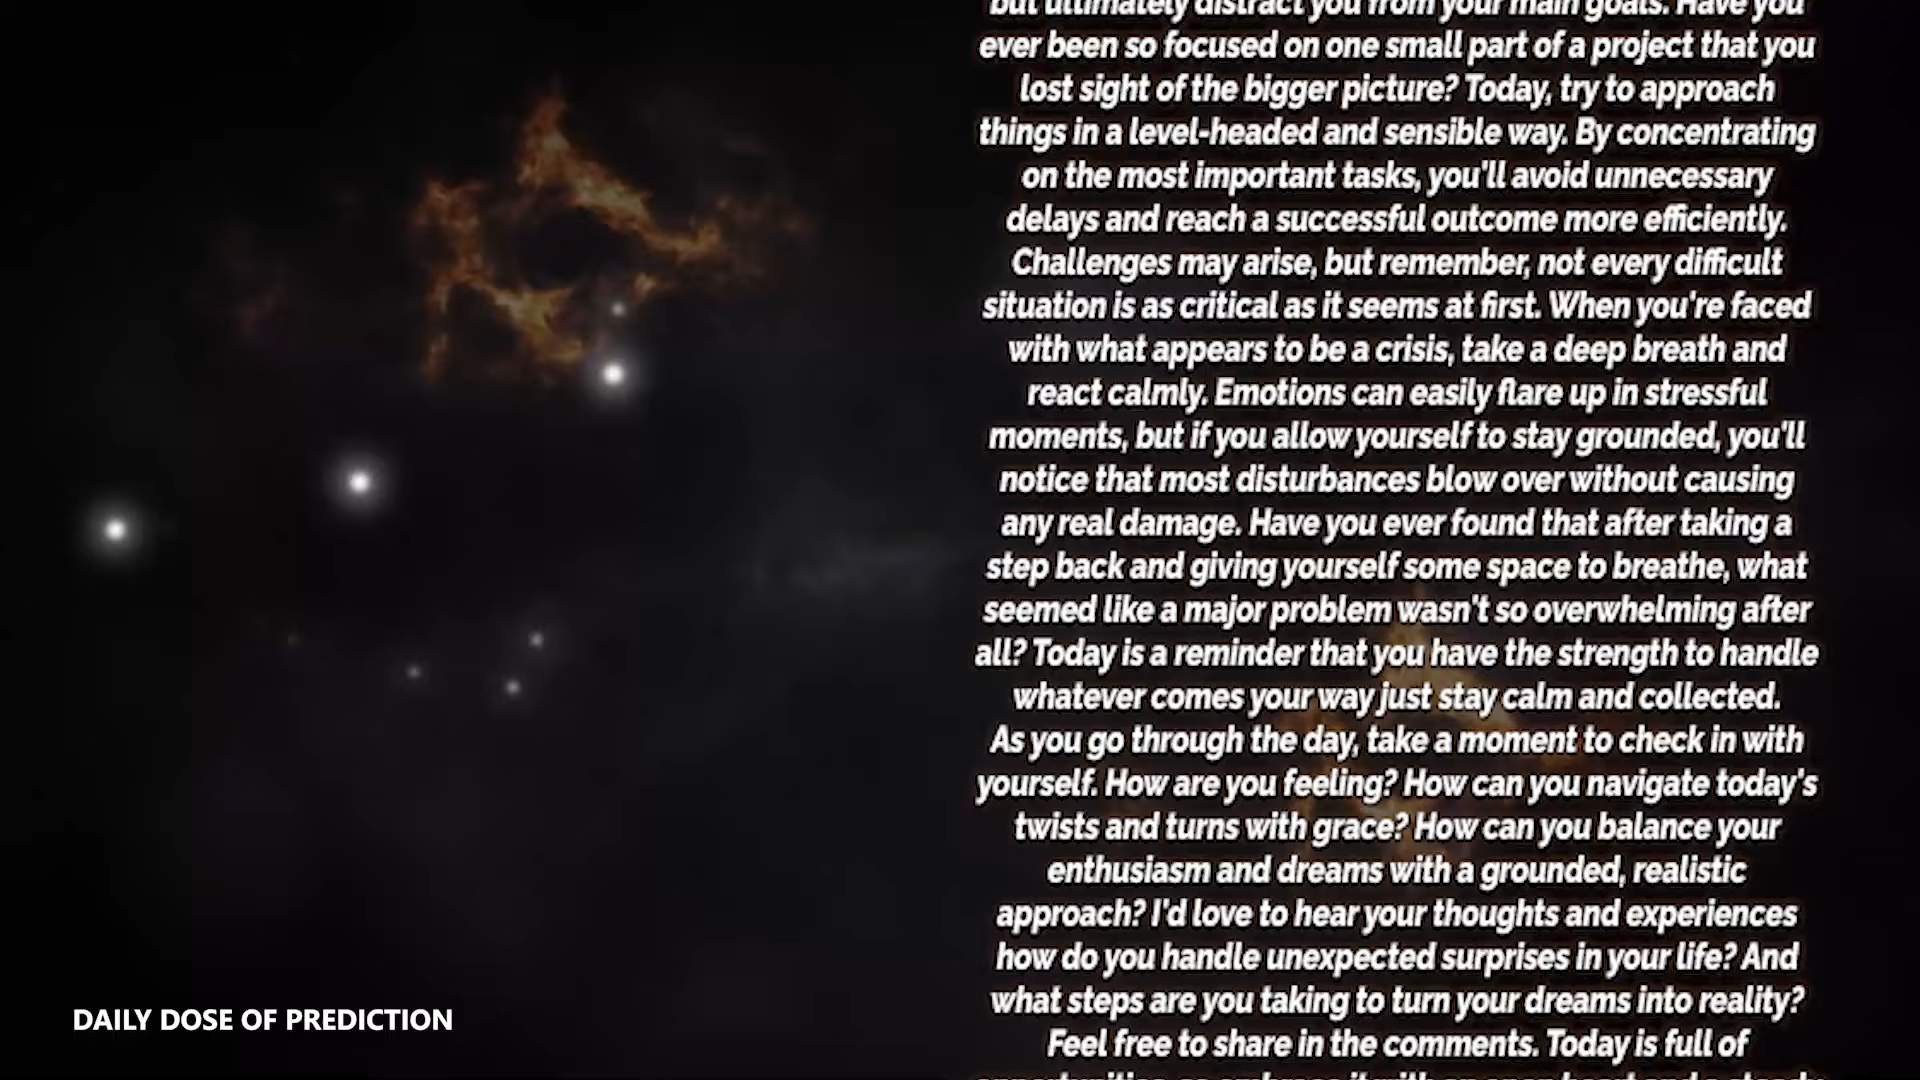 but ultimately distract you from your main goals. Have you
ever been so focused on one small part of a project that you
lost sight of the bigger picture? Today, try to approach
things in a level-headed and sensible way. By concentrating
on the most important tasks, you'll avoid unnecessary
delays and reach a successful outcome more efficiently.
Challenges may arise, but remember, not every difficult
situation is as critical as it seems at first. When you're faced
with what appears to be a crisis, take a deep breath and
react calmly. Emotions can easily flare up in stressful
moments, but if you allow yourself to stay grounded, you'll
notice that most disturbances blow over without causing
any real damage. Have you ever found that after taking a
step back and giving yourself some space to breathe, what
seemed like a major problem wasn't so overwhelming after
all? Today is a reminder that you have the strength to handle
whatever comes your way just stay calm and collected.
As you go through the day, take a moment to check in with
yourself. How are you feeling? How can you navigate today's
twists and turns with grace? How can you balance your
enthusiasm and dreams with a grounded, realistic
approach? I'd love to hear your thoughts and experiences
how do you handle unexpected surprises in your life? And
what steps are you taking to turn your dreams into reality?
Feel free to share in the comments. Today is full of
DAILY DOSE OF PREDICTION